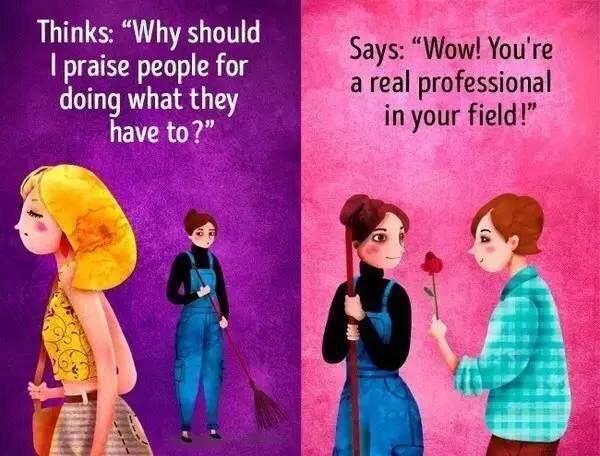 Thinks: “Why should
I praise people for
doing what they
have to?”
Says: “Wow! You're
a real professional
in your field!”